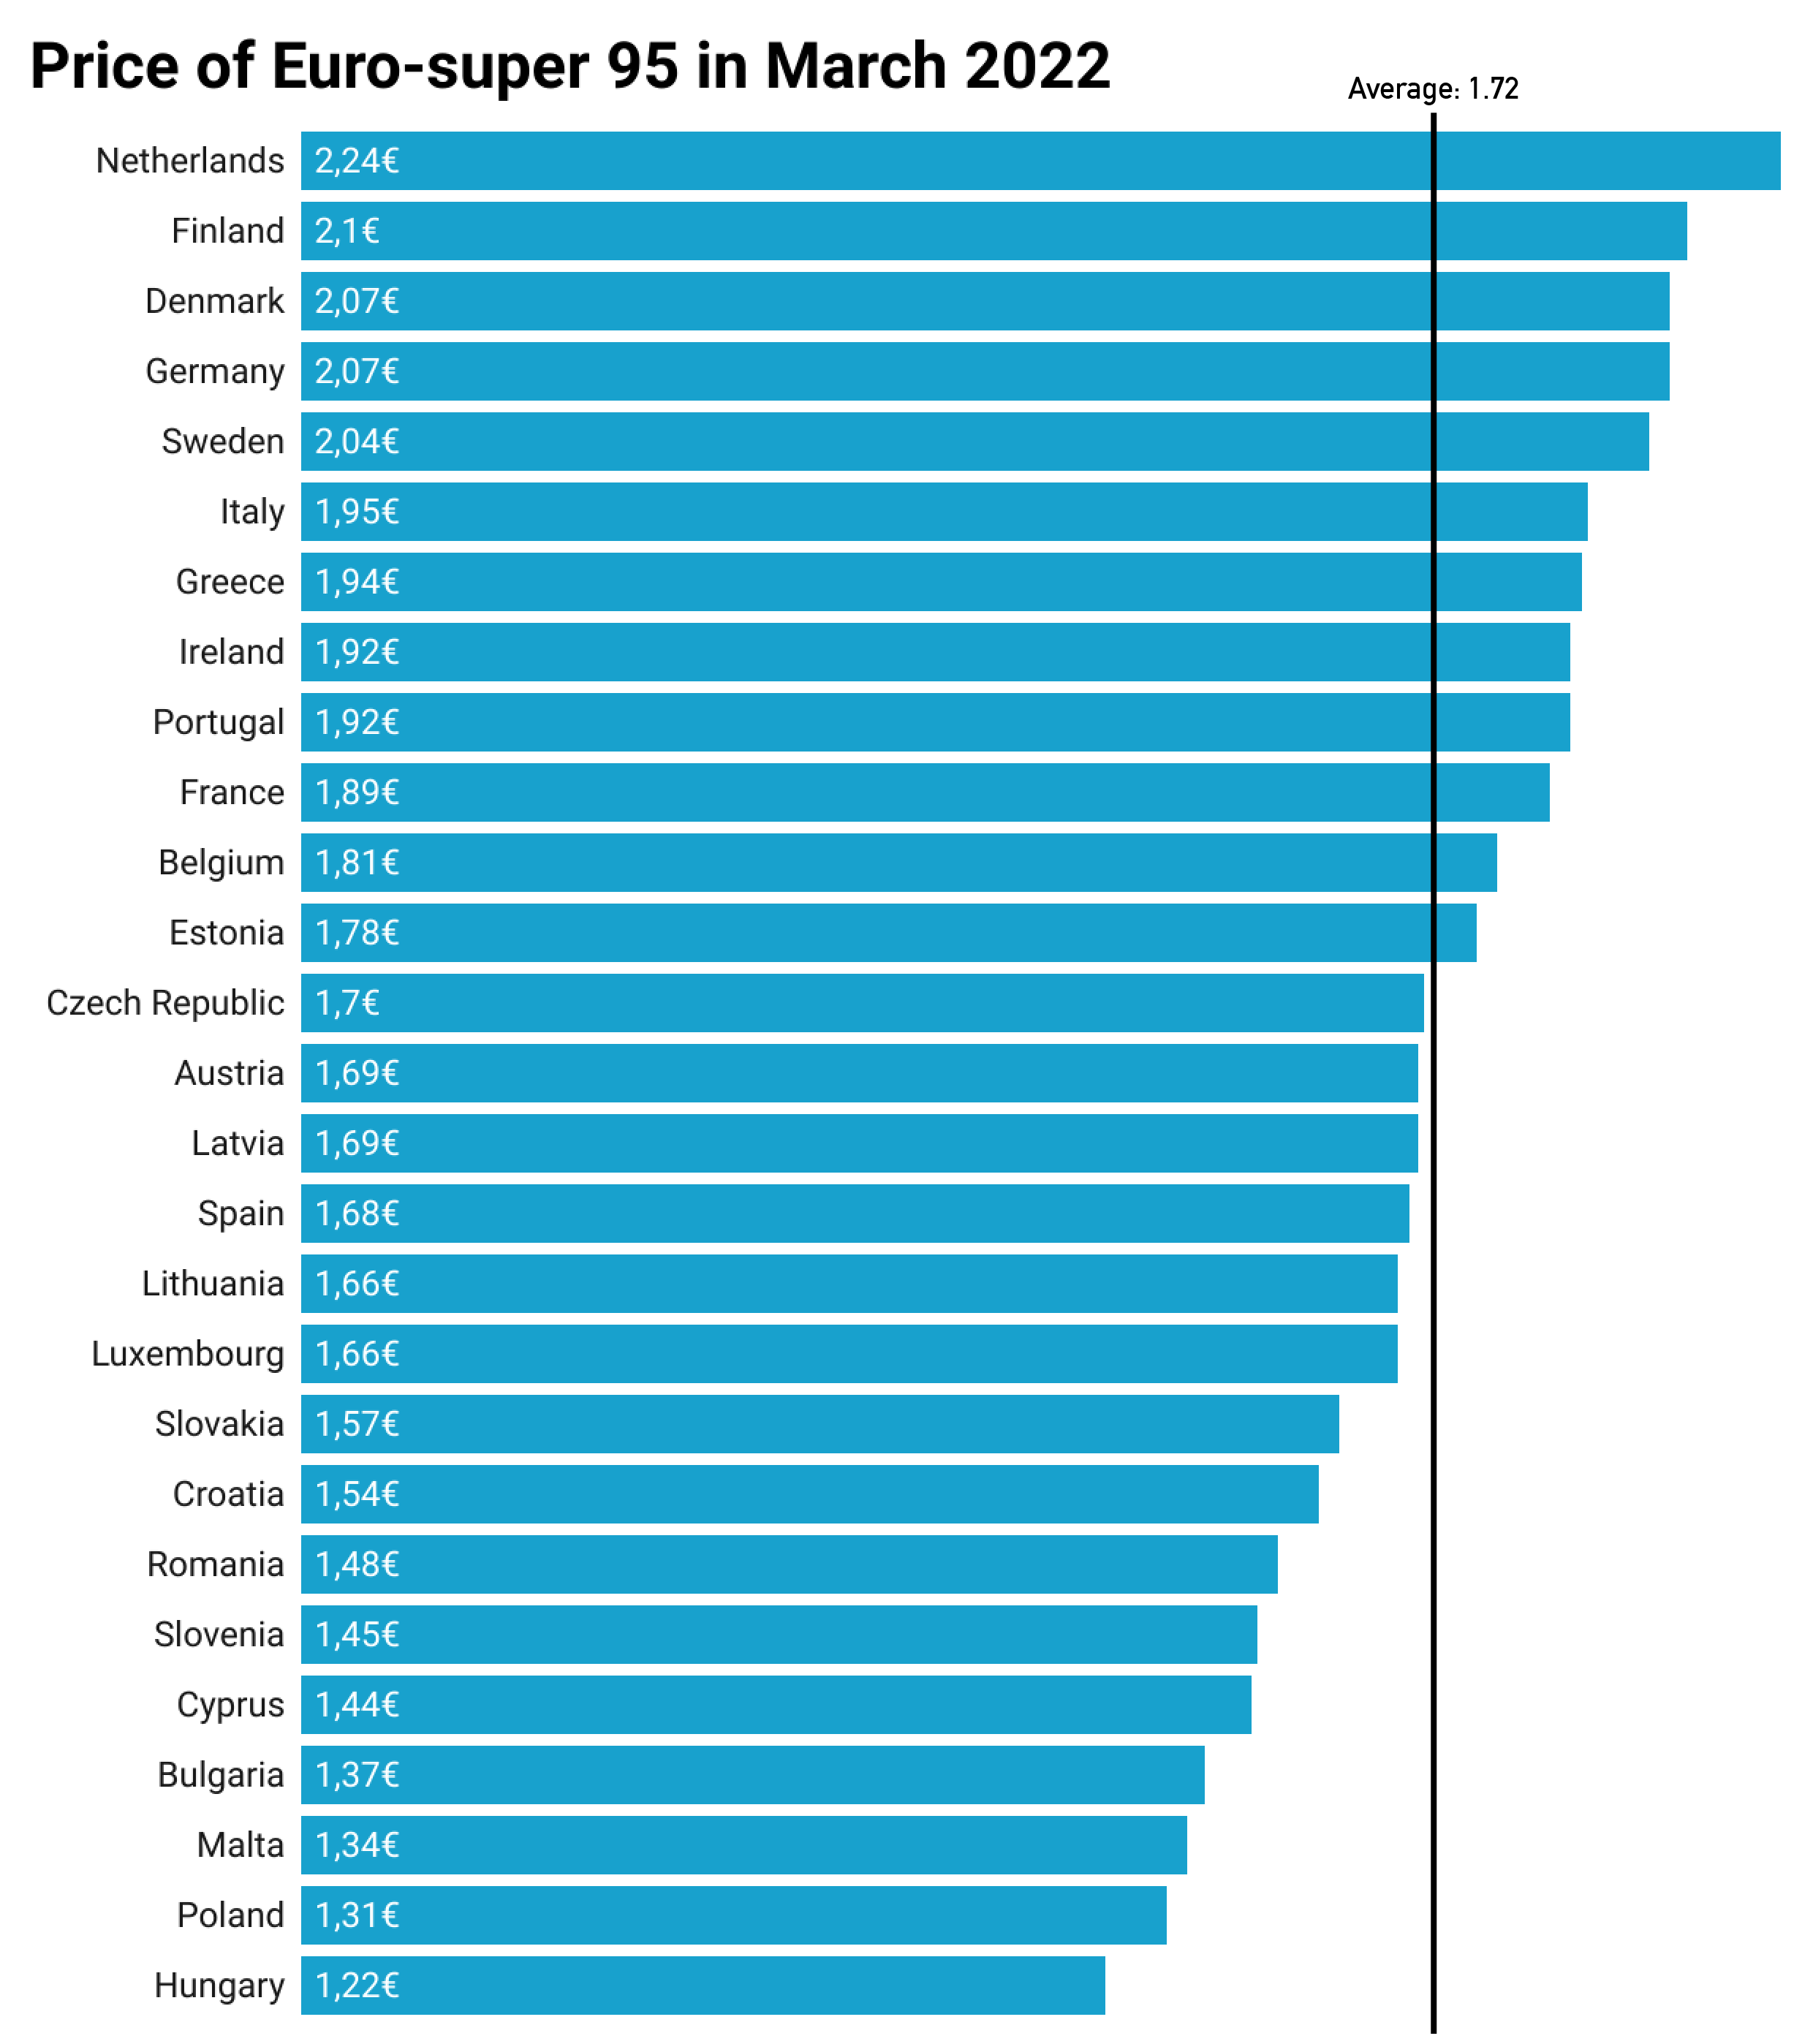 Price of Euro-super 95 in March 2022
Average: 1.72
Netherlands 2,24€
Finland 2,1€
Denmark 2,07€
Germany 2,07€
Sweden 2,04€
Italy 1,95€
Greece 1,94€
Ireland 1,92€
Portugal 1,92€
France 1,89€
Belgium 1,81€
Estonia 1,78€
Czech Republic 1,7€
Austria 1,69€
Latvia 1,69€
Spain 1,68€
Lithuania 1,66€
Luxembourg 1,66€
Slovakia 1,57€
Croatia 1,54€
Romania 1,48€
Slovenia 1,45€
Cyprus 1,44€
Bulgaria 1,37€
Malta 1,34€
Poland 1,31€
Hungary 1,22€